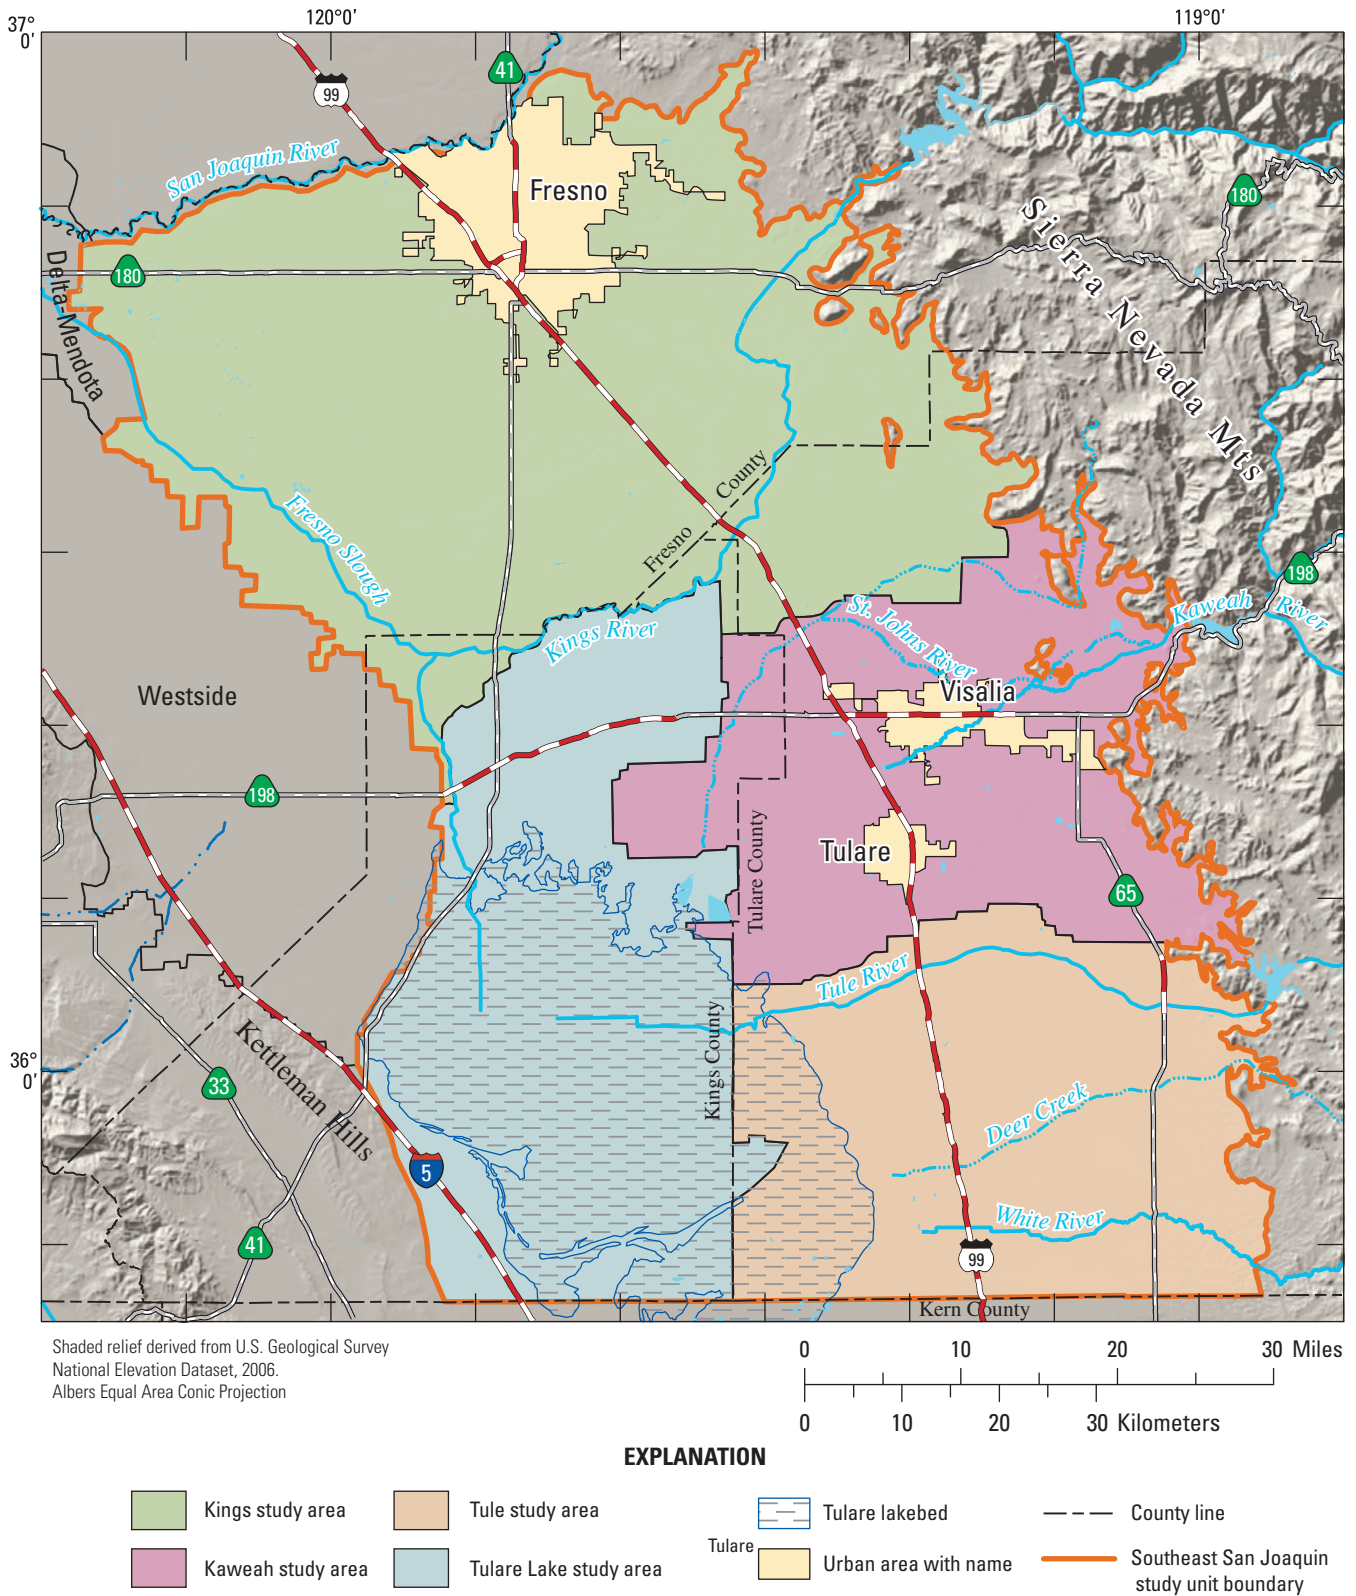 37°
0'
120°0'
119°0'
41
99
San Joaquin River
Fresno
180
Sierra Nevada Mts
180
Delta-Mendota
Fresno Slough
Fresno County
198
Kaweah River
St. Johns River
Kings River
Westside
Visalia
198
Tulare
Tulare County
65
Tule River
Kings County
36°
0'
33
Kettleman Hills
Deer Creek
5
White River
41
99
Kern County
Shaded relief derived from U.S. Geological Survey
National Elevation Dataset, 2006.
Albers Equal Area Conic Projection
0 10 20 30 Miles
0 10 20 30 Kilometers
EXPLANATION
Kings study area
Kaweah study area
Tule study area
Tulare Lake study area
Tulare lakebed
Tulare
Urban area with name
County line
Southeast San Joaquin
study unit boundary